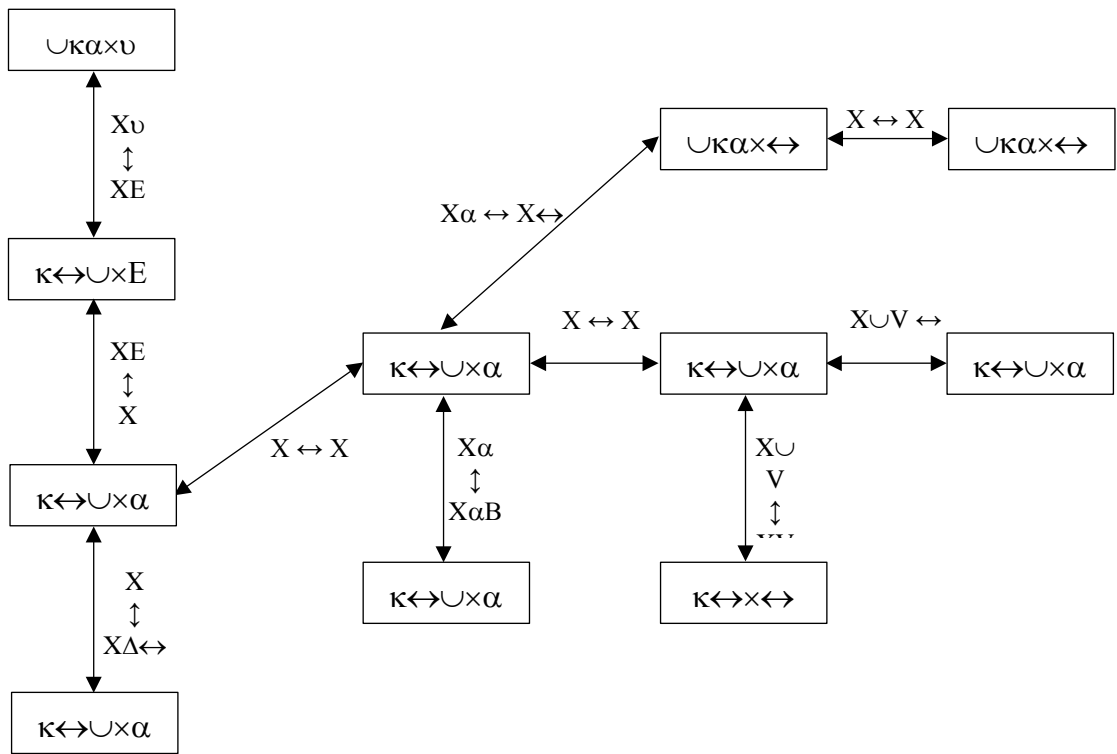 ∪κα×υ
Xυ
↕
XE
κ↔∪×E
XE
↕
X
κ↔∪×α
X
↕
XΔ↔
κ↔∪×α
X ↔ X
κ↔∪×α
Xα
↕
XαB
κ↔∪×α
Xα ↔ X↔
∪κα×↔
X ↔ X
∪κα×↔
X ↔ X
κ↔∪×α
X∪
V
↕
κ↔×↔
X∪V ↔
κ↔∪×α